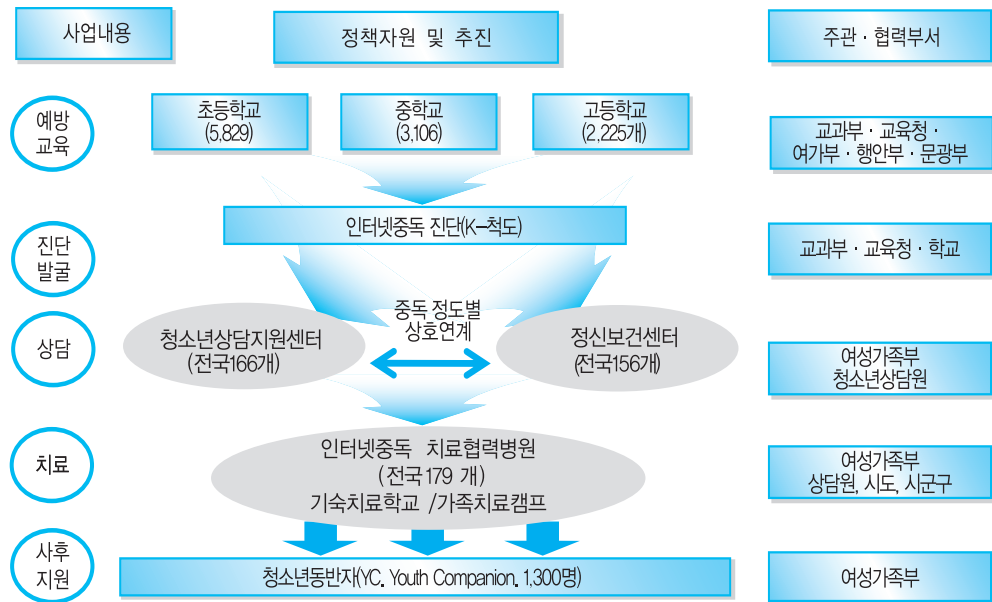 사업내용
정책자원 및 추진
주관 · 협력부서
예방
교육
초등학교
(5,829)
중학교
(3,106)
고등학교
(2,225개)
교과부 · 교육청 ·
여가부 · 행안부 · 문광부
인터넷중독 진단(K-척도)
진단
발굴
교과부 · 교육청 · 학교
상담
청소년상담지원센터
(전국166개)
중독 정도별
상호연계
정신보건센터
(전국156개)
여성가족부
청소년상담원
치료
인터넷중독 치료협력병원
(전국179 개)
기숙치료학교 /가족치료캠프
여성가족부
상담원, 시도, 시군구
사후
지원
청소년동반자(YC. Youth Companion. 1,300명)
여성가족부